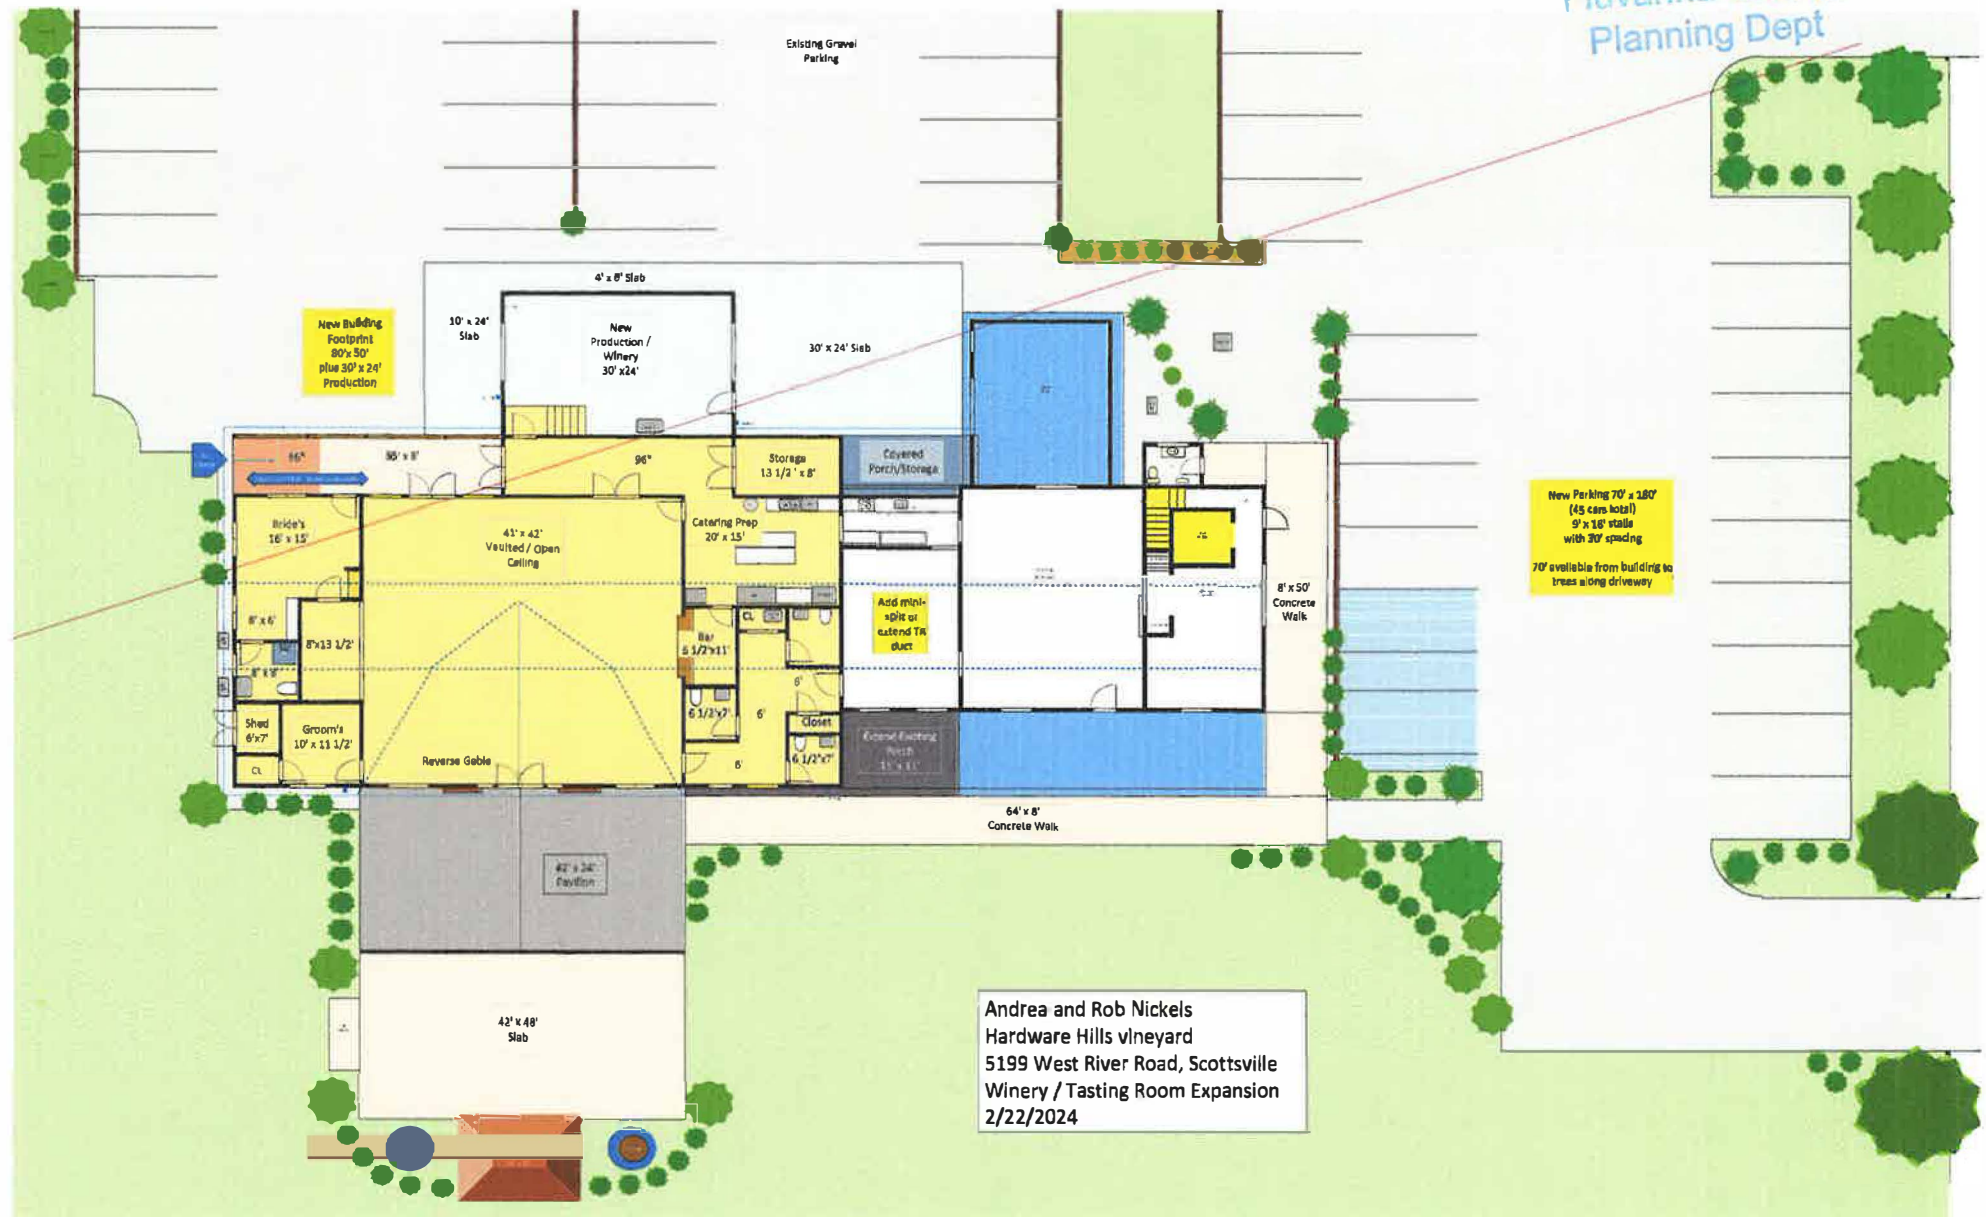 Planning Dept
Existing Gravel
Parking
4' x 8' Slab
10' x 24'
Slab
New
Production /
Winery
30' x24'
30' x 24' Slab
New Building
Footprint
80'x 50'
plus 30' x 24'
Production
96"
Storage
13 1/2 ' x 8'
Covered
Porch/Storage
Bride's
16' x 15'
41' x 42'
Vaulted / Open
Ceiling
Catering Prep
20' x 15'
New Parking 70' x 180'
(45 cars total)
9' x 18' stalls
with 30' spacing
70' available from building to
trees along driveway
8' x 50'
Concrete
Walk
Add mini-
split or
extend TR
duct
8' x 6'
8'x13 1/2'
CL
Bar
6 1/2'x11'
6'
6 1/2'x7'
6'
Closet
Shed
6'x7'
Groom's
10' x 11 1/2'
CL
Reverse Gable
6'
6 1/2'x7'
Extend Existing
Porch
64' x 8'
Concrete Walk
42' x 24'
Pavilion
42' x 48'
Slab
Andrea and Rob Nickels
Hardware Hills vineyard
5199 West River Road, Scottsville
Winery / Tasting Room Expansion
2/22/2024